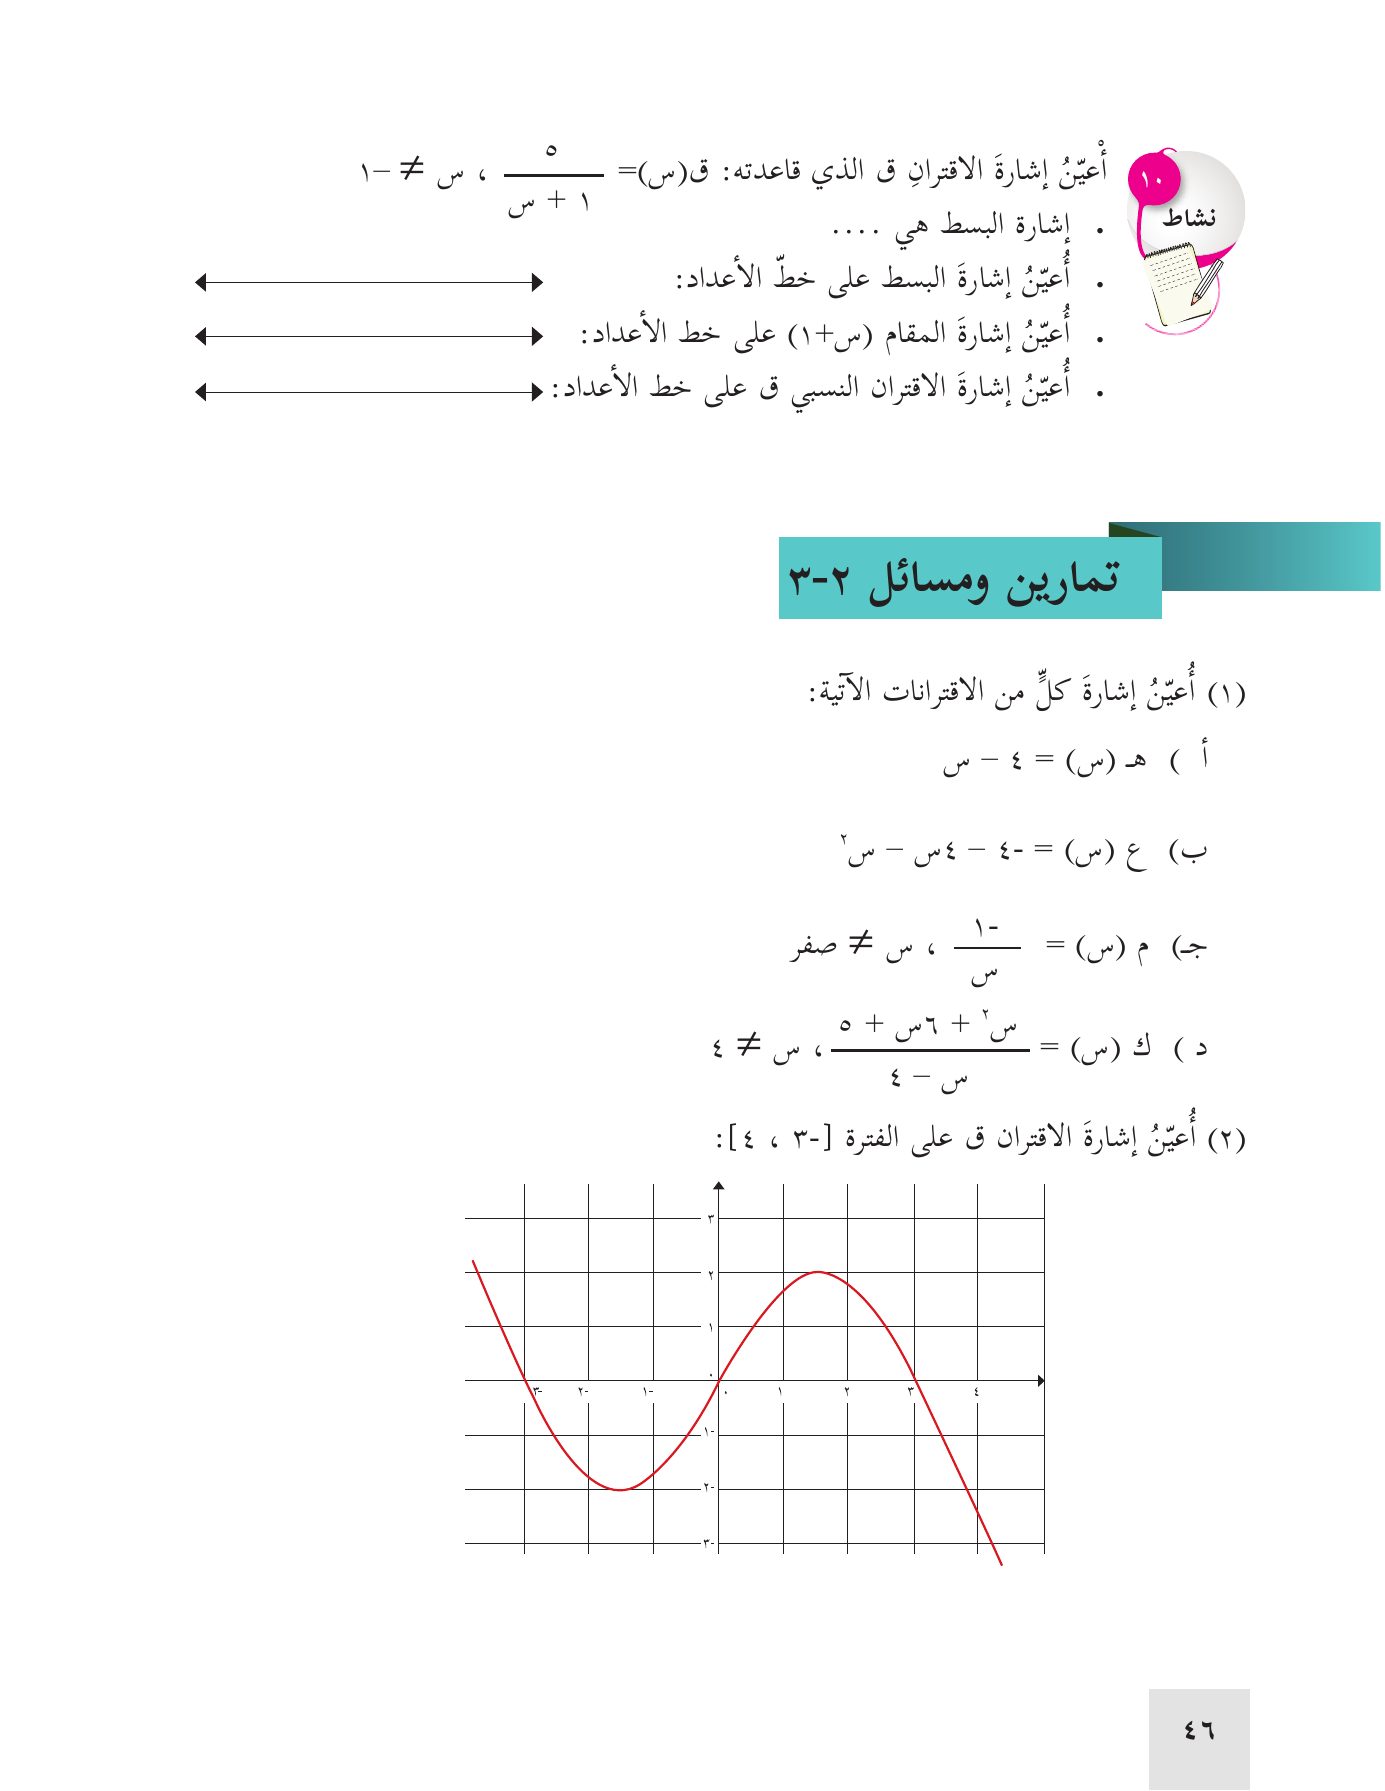 ١٠
نشاط
أْعيّنُ إشارةَ الاقترانِ ق الذي قاعدته: ق(س)= ٥ / (١ + س) ، س ≠ –١
• إشارة البسط هي ....
• أُعيّنُ إشارةَ البسط على خطّ الأعداد:
• أُعيّنُ إشارةَ المقام (س+١) على خط الأعداد:
• أُعيّنُ إشارةَ الاقتران النسبي ق على خط الأعداد:
تمارين ومسائل ٢-٣
(١) أُعيّنُ إشارةَ كلٍّ من الاقترانات الآتية:
أ ) هـ (س) = ٤ – س
ب) ع (س) = -٤ – ٤س – س٢
جـ) م (س) = -١ / س ، س ≠ صفر
د ) ك (س) = (س٢ + ٦س + ٥) / (س – ٤) ، س ≠ ٤
(٢) أُعيّنُ إشارةَ الاقتران ق على الفترة [-٣ ، ٤]:
٣
٢
١
٠
-٣ -٢ -١ ٠ ١ ٢ ٣ ٤
-١
-٢
-٣
٤٦